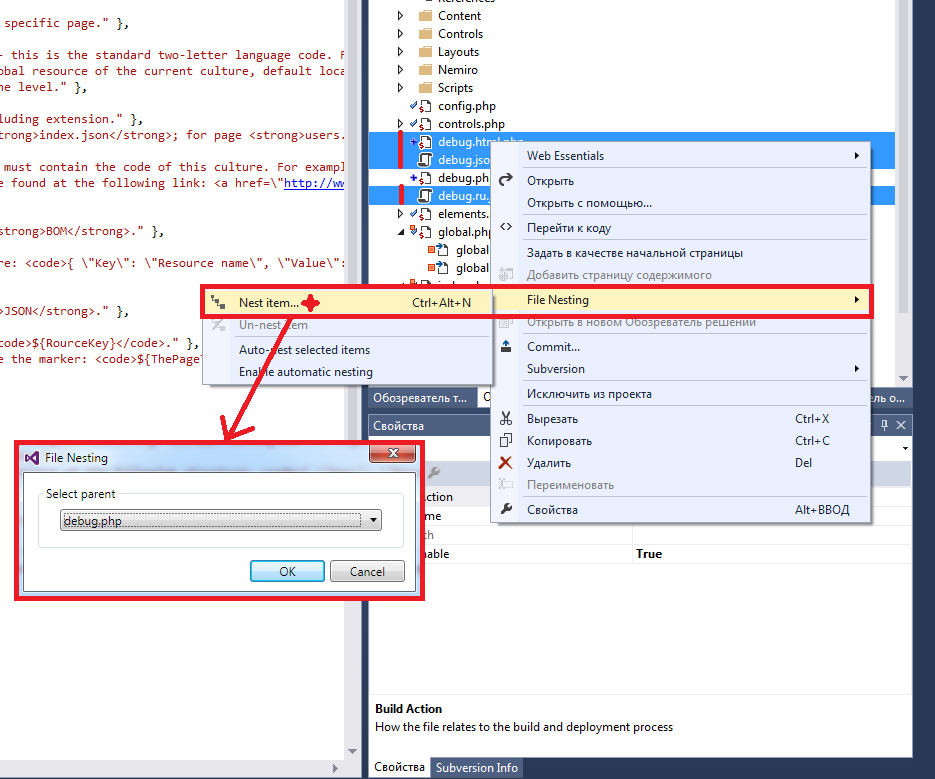 specific page." },
- this is the standard two-letter language code.
obal resource of the current culture, default loca
ne level." },
luding extension." },
trong>index.json</strong>; for page <strong>users.
must contain the code of this culture. For exampl
e found at the following link: <a href=\"http://ww
strong>BOM</strong>." },
re: <code>{ \"Key\": \"Resource name\", \"Value\":
>JSON</strong>." },
code>${RourceKey}</code>." },
e the marker: <code>${ThePageT
References
Content
Controls
Layouts
Nemiro
Scripts
config.php
controls.php
debug.html.php
debug.jso
debug.ph
debug.ru.
elements.
global.php
global
global
Web Essentials
Открыть
Открыть с помощью...
Перейти к коду
Задать в качестве начальной страницы
Добавить страницу содержимого
File Nesting
Открыть в новом Обозреватель решений
Commit...
Subversion
Исключить из проекта
Вырезать Ctrl+X
Копировать Ctrl+C
Удалить Del
Переименовать
Свойства Alt+ВВОД
Nest item... Ctrl+Alt+N
Un-nest item
Auto-nest selected items
Enable automatic nesting
Обозреватель т...
ель о...
Свойства
ction
me
th
nable True
File Nesting
Select parent
debug.php
OK Cancel
Build Action
How the file relates to the build and deployment process
Свойства Subversion Info